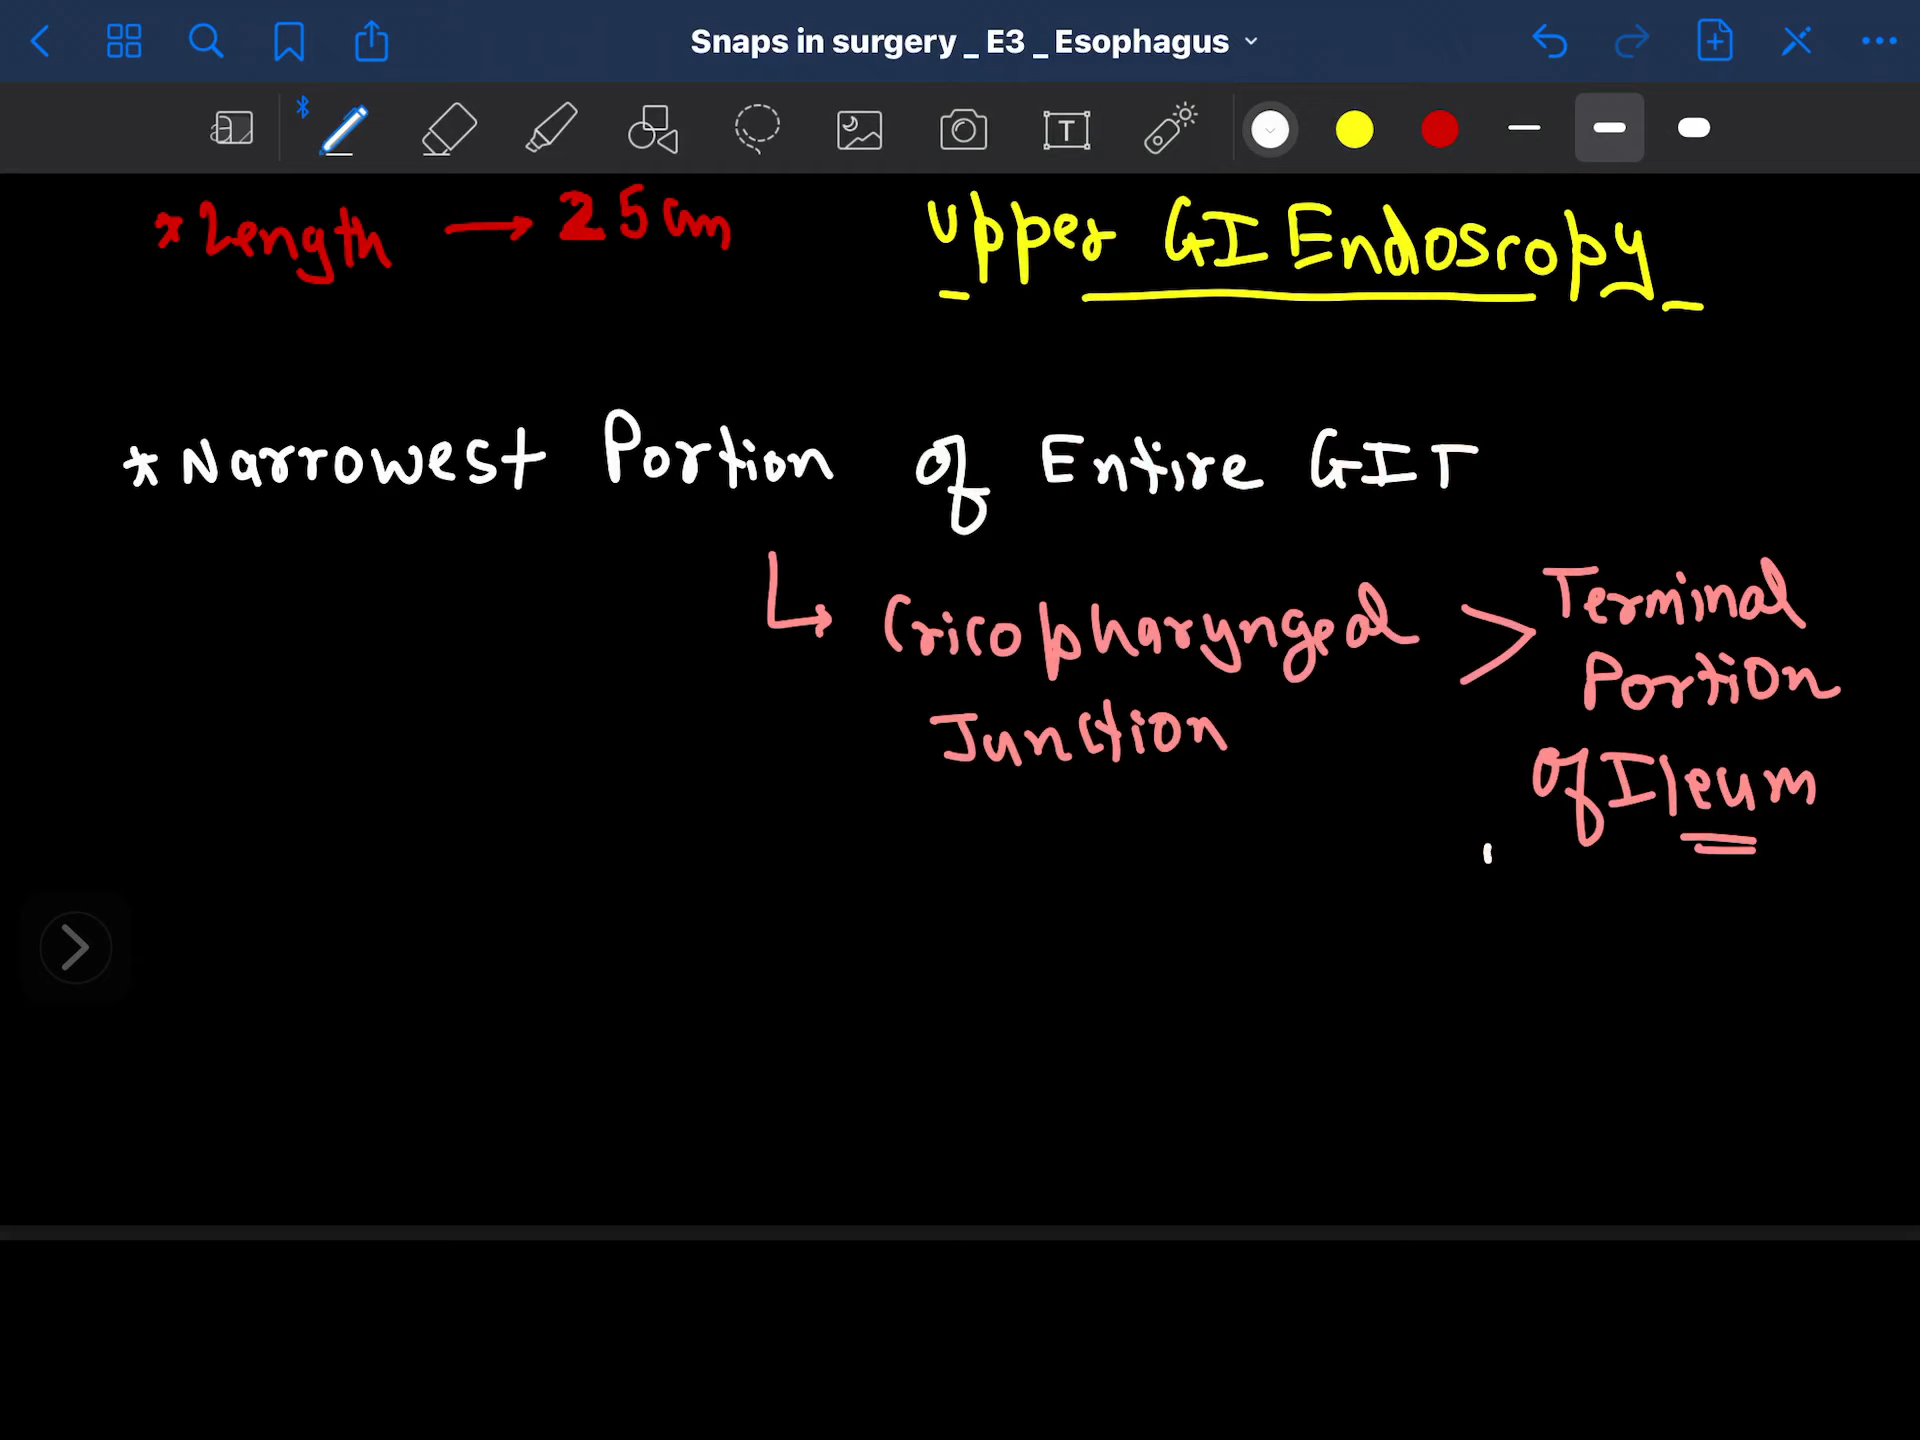 Snaps in surgery _ E3 _ Esophagus
* Length → 25 cm
Upper GI Endoscopy
* Narrowest Portion of Entire GIT
↳ Cricopharyngeal Junction > Terminal Portion of Ileum